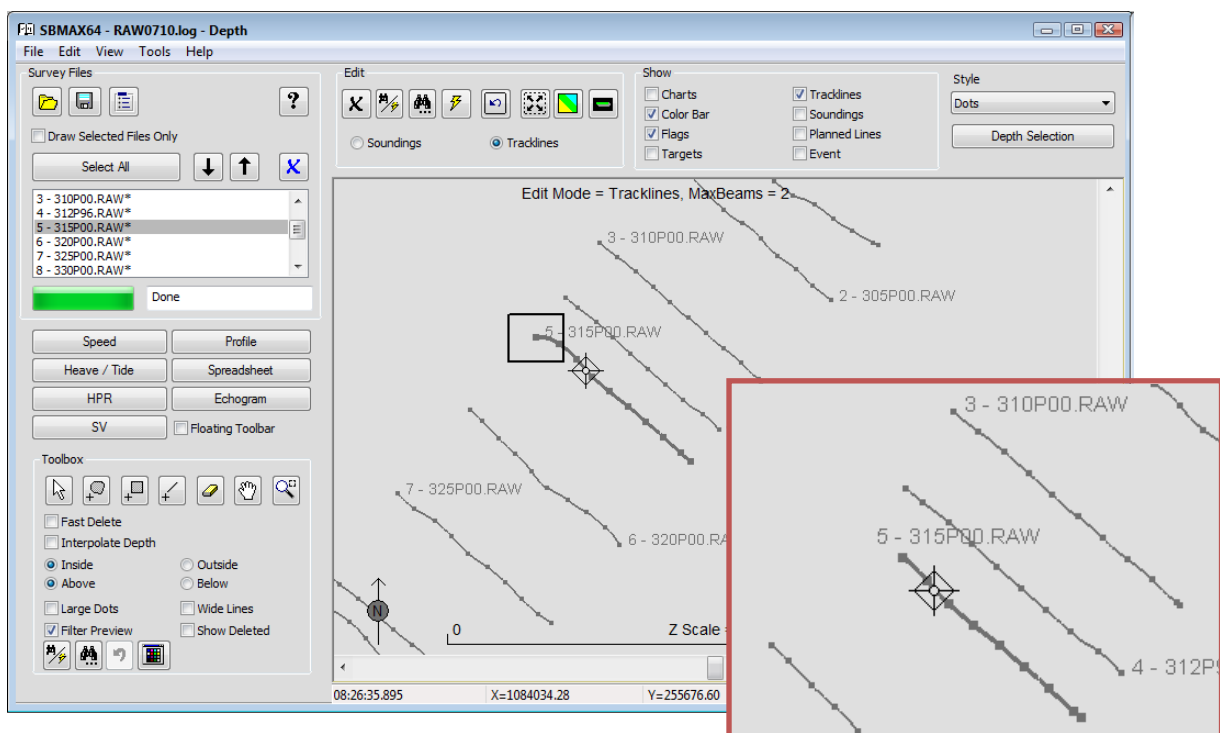 SBMAX64 - RAW0710.log - Depth
File Edit View Tools Help
Survey Files
?
Draw Selected Files Only
Select All
X
3 - 310P00.RAW*
4 - 312P96.RAW*
5 - 315P00.RAW*
6 - 320P00.RAW*
7 - 325P00.RAW*
8 - 330P00.RAW*
Done
Speed Profile
Heave / Tide Spreadsheet
HPR Echogram
SV Floating Toolbar
Toolbox
Fast Delete
Interpolate Depth
Inside Outside
Above Below
Large Dots Wide Lines
Filter Preview Show Deleted
Edit
X
Soundings Tracklines
Show
Charts Tracklines
Color Bar Soundings
Flags Planned Lines
Targets Event
Style
Dots
Depth Selection
Edit Mode = Tracklines, MaxBeams = 2
3 - 310P00.RAW
2 - 305P00.RAW
5 - 315P00.RAW
7 - 325P00.RAW
6 - 320P00.RA
N
0 Z Scale
08:26:35.895 X=1084034.28 Y=255676.60
3 - 310P00.RAW
5 - 315P00.RAW
4 - 312P9